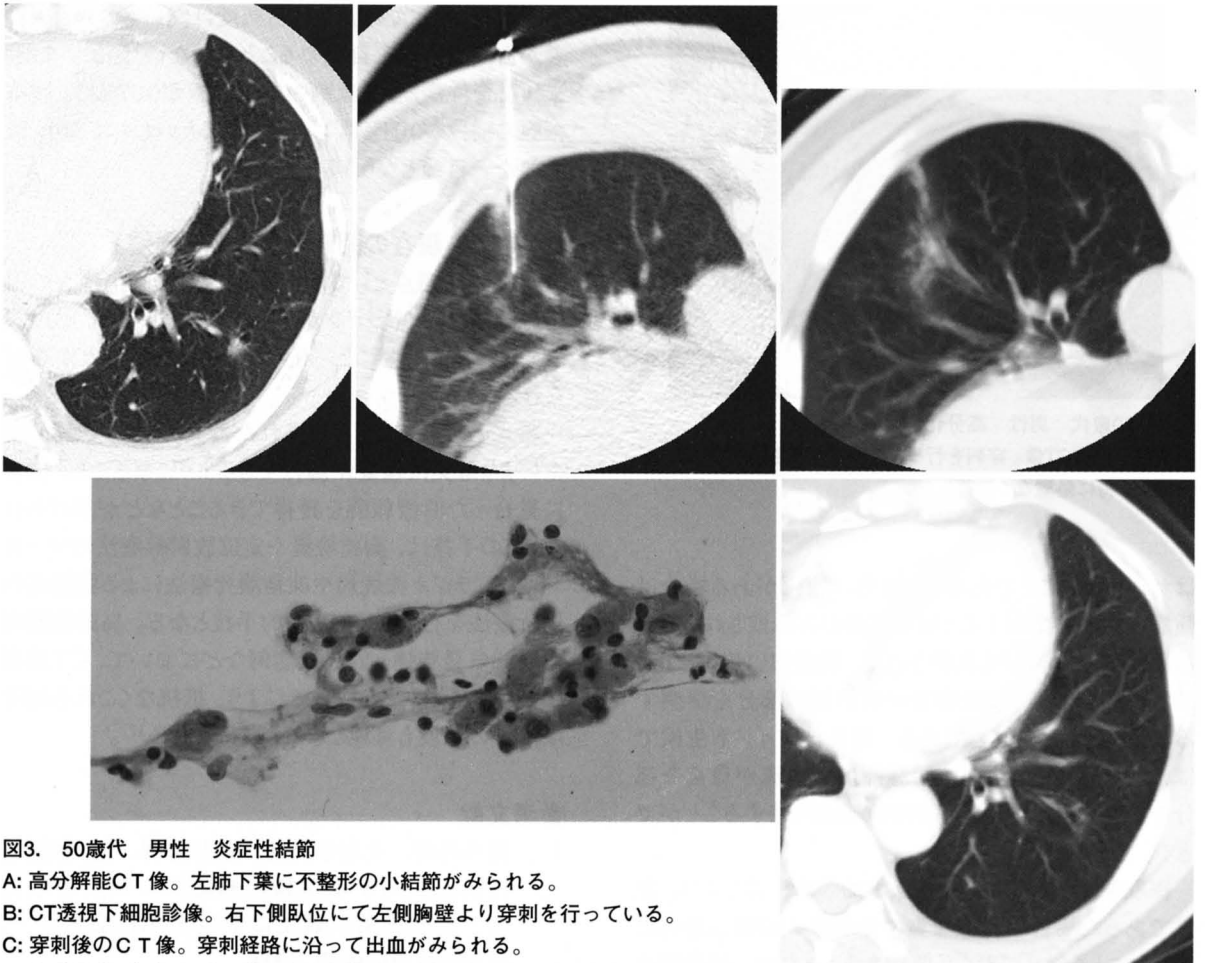 図3. 50歳代 男性 炎症性結節
A: 高分解能CT像。左肺下葉に不整形の小結節がみられる。
B: CT透視下細胞診像。右下側臥位にて左側胸壁より穿刺を行っている。
C: 穿刺後のCT像。穿刺経路に沿って出血がみられる。